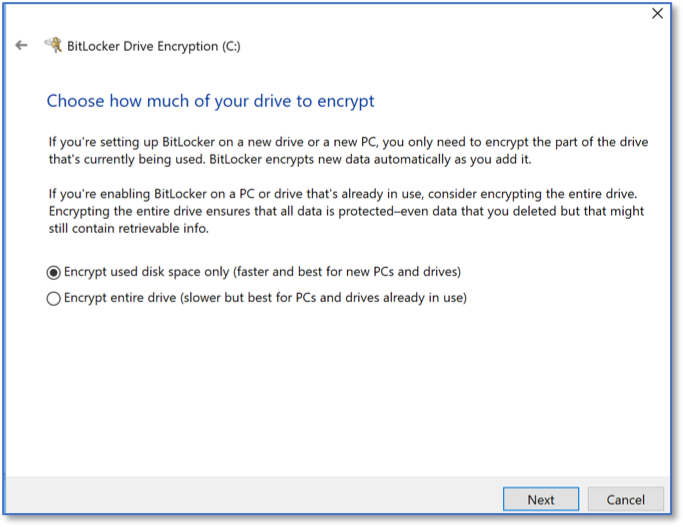 BitLocker Drive Encryption (C:)
Choose how much of your drive to encrypt
If you're setting up BitLocker on a new drive or a new PC, you only need to encrypt the part of the drive
that's currently being used. BitLocker encrypts new data automatically as you add it.
If you're enabling BitLocker on a PC or drive that's already in use, consider encrypting the entire drive.
Encrypting the entire drive ensures that all data is protected–even data that you deleted but that might
still contain retrievable info.
Encrypt used disk space only (faster and best for new PCs and drives)
Encrypt entire drive (slower but best for PCs and drives already in use)
Next
Cancel